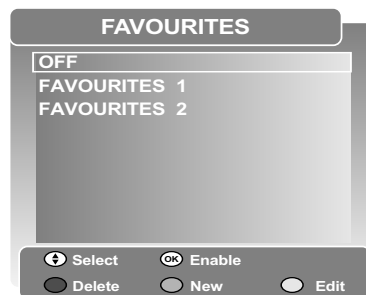 FAVOURITES
OFF
FAVOURITES 1
FAVOURITES 2
Select OK Enable
Delete New Edit